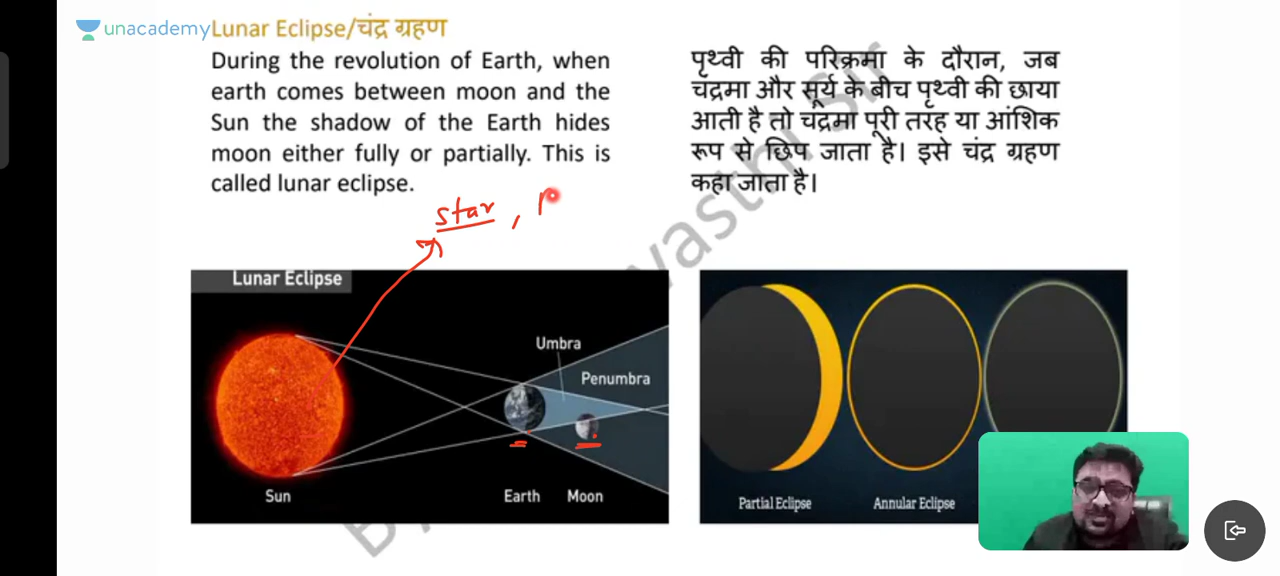 unacademy
Lunar Eclipse/चंद्र ग्रहण
During the revolution of Earth, when
earth comes between moon and the
Sun the shadow of the Earth hides
moon either fully or partially. This is
called lunar eclipse.
पृथ्वी की परिक्रमा के दौरान, जब
चंद्रमा और सूर्य के बीच पृथ्वी की छाया
आती है तो चंद्रमा पूरी तरह या आंशिक
रूप से छिप जाता है। इसे चंद्र ग्रहण
कहा जाता है।
star,
Lunar Eclipse
Umbra
Penumbra
Sun
Earth
Moon
Partial Eclipse
Annular Eclipse